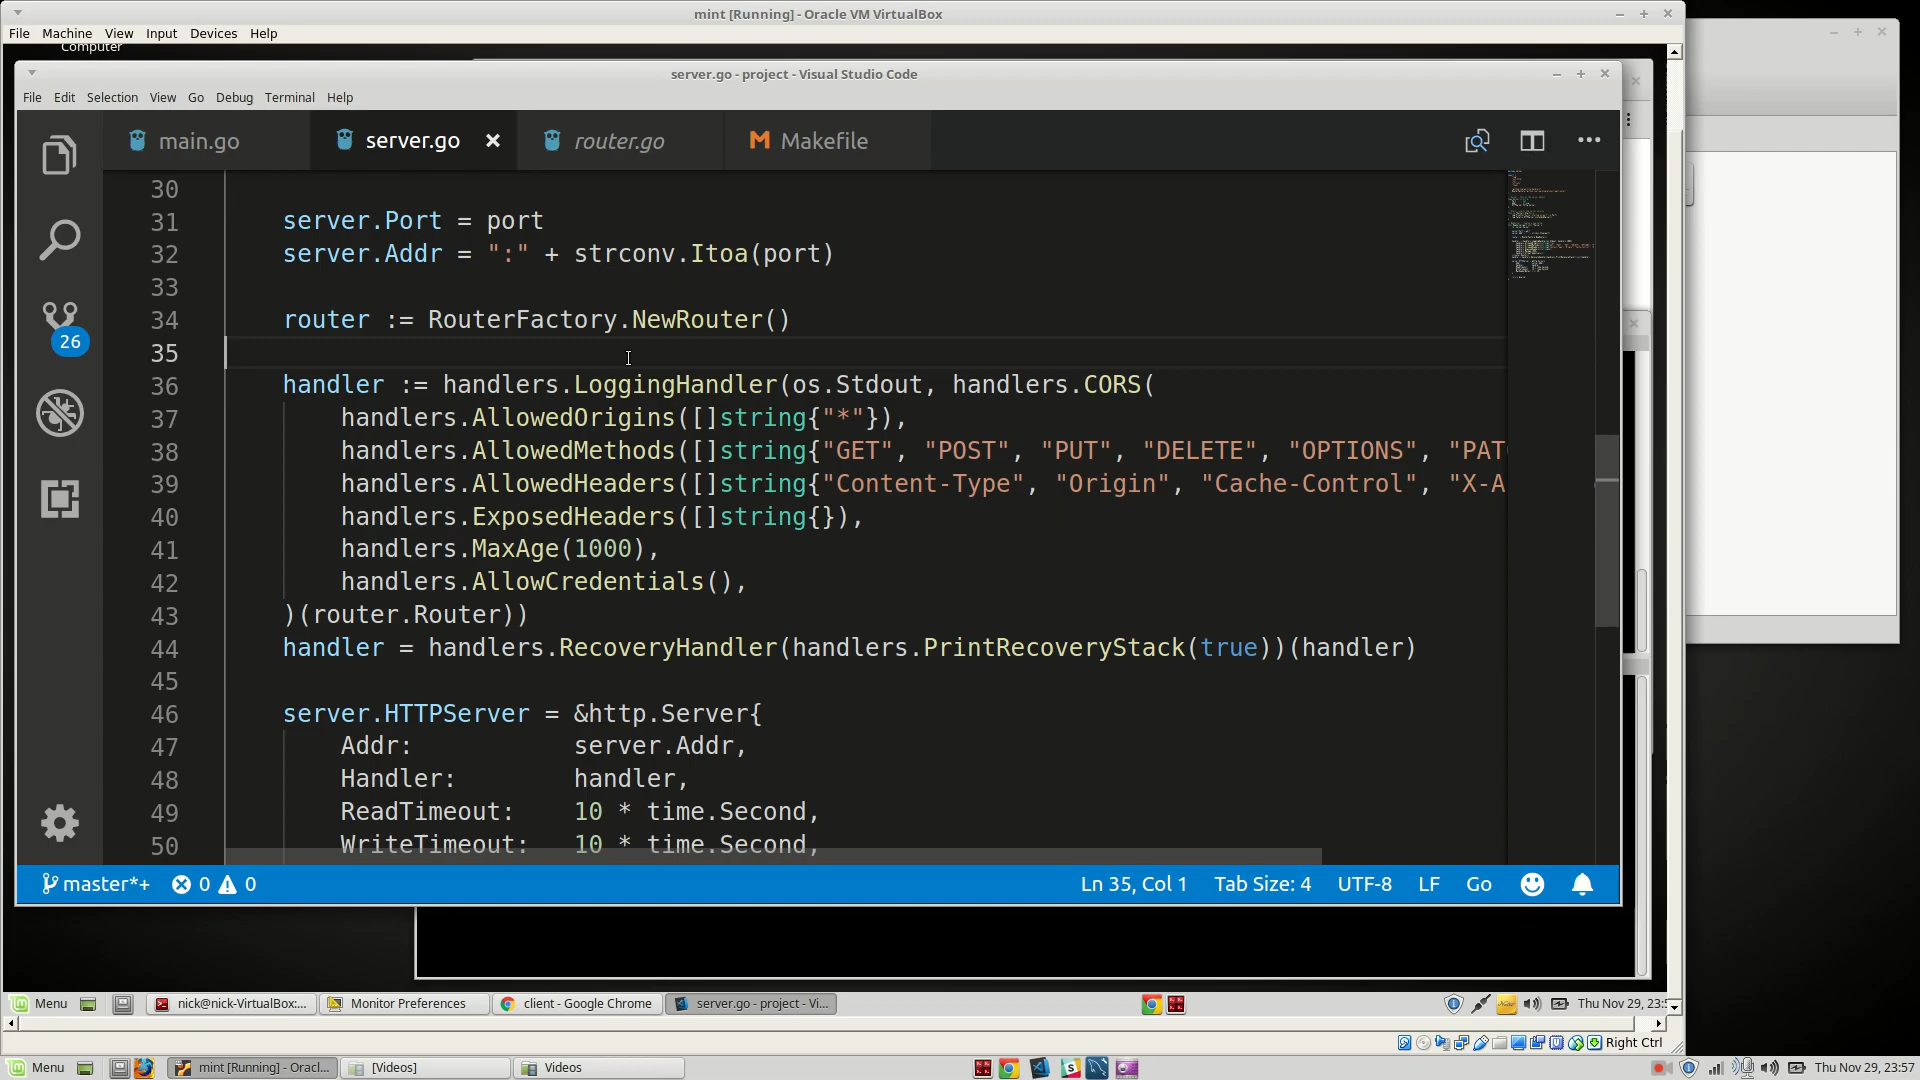 mint [Running] - Oracle VM VirtualBox
File Machine View Input Devices Help
Computer
server.go - project - Visual Studio Code
File Edit Selection View Go Debug Terminal Help
main.go server.go router.go Makefile
30
31 server.Port = port
32 server.Addr = ":" + strconv.Itoa(port)
33
34 router := RouterFactory.NewRouter()
35
36 handler := handlers.LoggingHandler(os.Stdout, handlers.CORS(
37 handlers.AllowedOrigins([]string{"*"}),
38 handlers.AllowedMethods([]string{"GET", "POST", "PUT", "DELETE", "OPTIONS", "PAT
39 handlers.AllowedHeaders([]string{"Content-Type", "Origin", "Cache-Control", "X-A
40 handlers.ExposedHeaders([]string{}),
41 handlers.MaxAge(1000),
42 handlers.AllowCredentials(),
43 )(router.Router))
44 handler = handlers.RecoveryHandler(handlers.PrintRecoveryStack(true))(handler)
45
46 server.HTTPServer = &http.Server{
47 Addr: server.Addr,
48 Handler: handler,
49 ReadTimeout: 10 * time.Second,
50 WriteTimeout: 10 * time.Second,
26
master*+ 0 0 Ln 35, Col 1 Tab Size: 4 UTF-8 LF Go
Menu nick@nick-VirtualBox:... Monitor Preferences client - Google Chrome server.go - project - Vi... Thu Nov 29, 23:5
Right Ctrl
Menu mint [Running] - Oracl... [Videos] Videos Thu Nov 29, 23:57